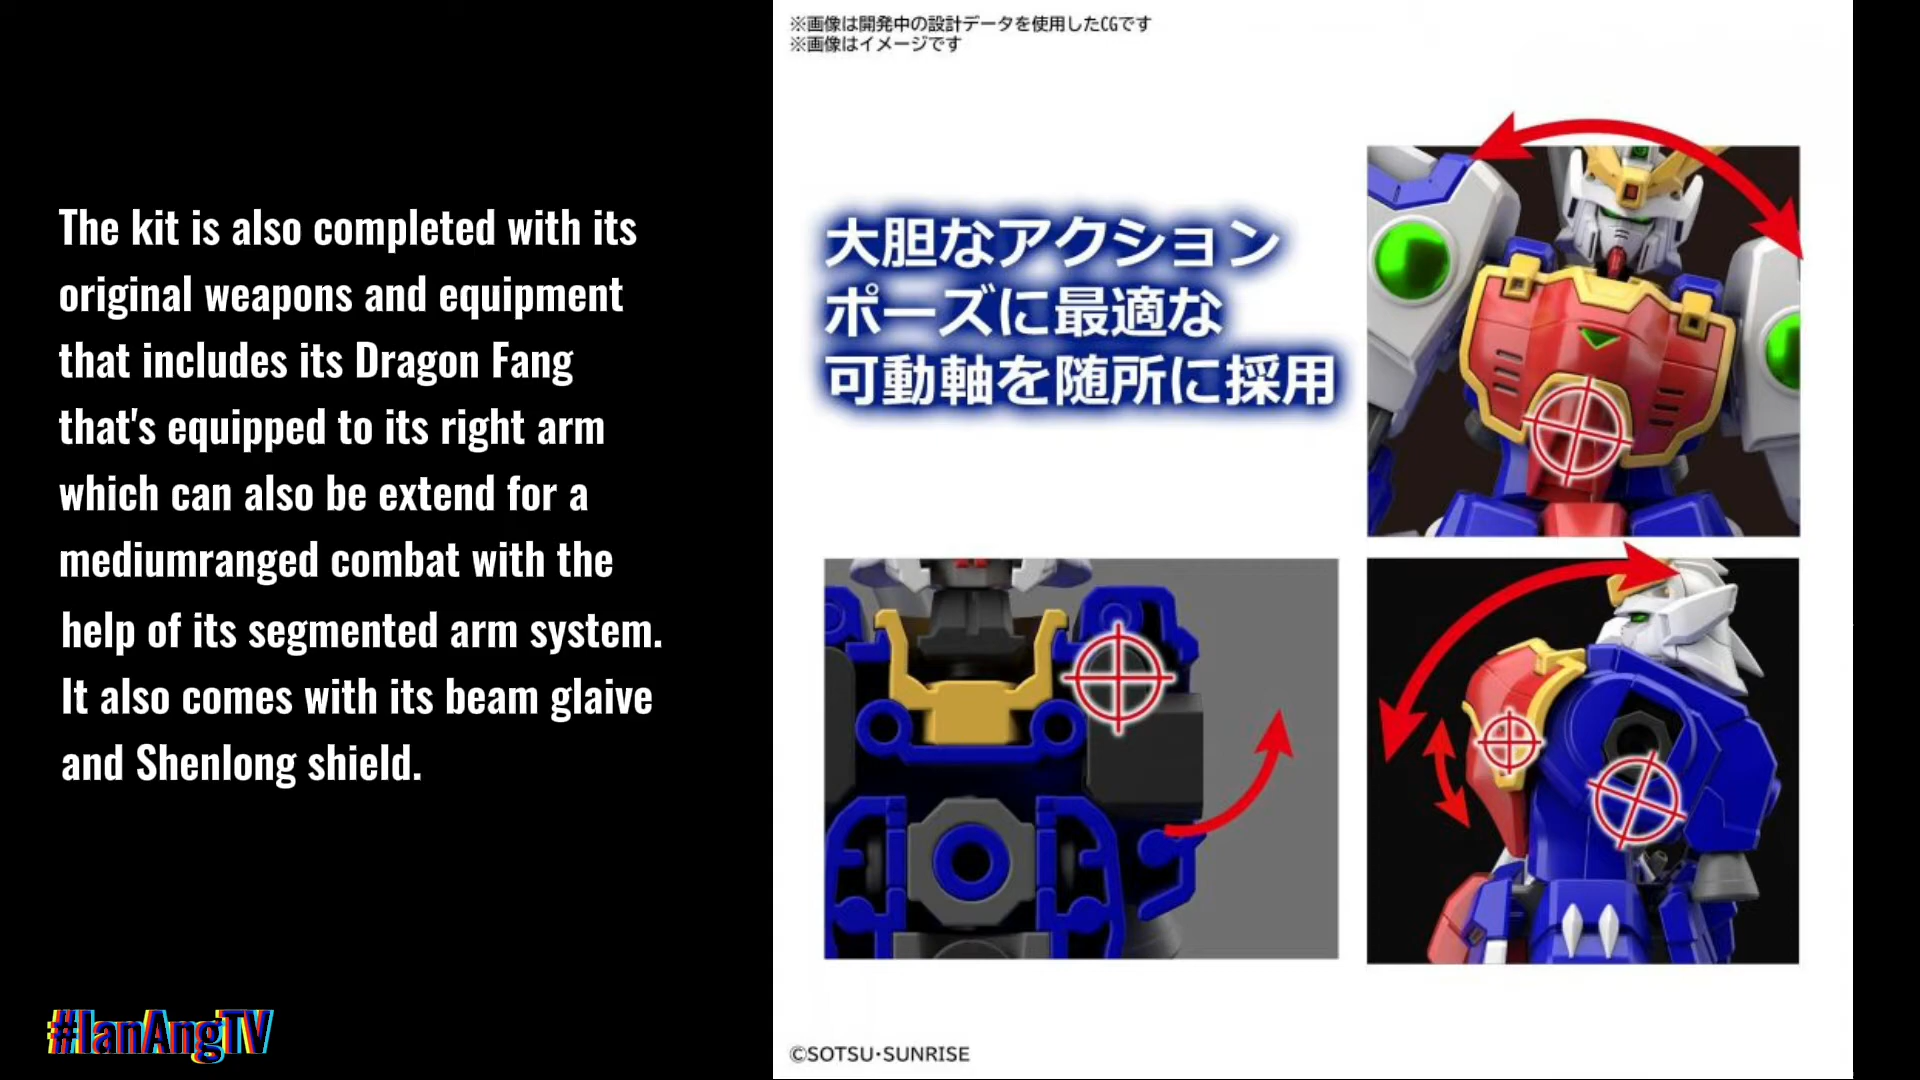 The kit is also completed with its
original weapons and equipment
that includes its Dragon Fang
that's equipped to its right arm
which can also be extend for a
mediumranged combat with the
help of its segmented arm system.
It also comes with its beam glaive
and Shenlong shield.
#IanAngTV
※画像は開発中の設計データを使用したCGです
※画像はイメージです
大胆なアクション
ポーズに最適な
可動軸を随所に採用
©SOTSU･SUNRISE